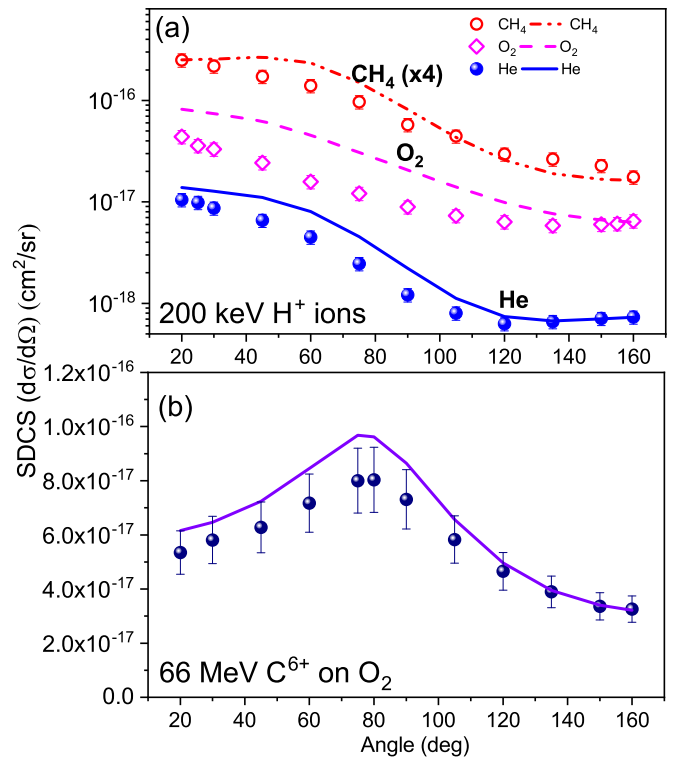 (a)
CH₄ CH₄
O₂ O₂
He He
CH₄ (x4)
O₂
He
200 keV H⁺ ions
10⁻¹⁶
10⁻¹⁷
10⁻¹⁸
20 40 60 80 100 120 140 160
SDCS (dσ/dΩ) (cm²/sr)
(b)
1.2x10⁻¹⁶
1.0x10⁻¹⁶
8.0x10⁻¹⁷
6.0x10⁻¹⁷
4.0x10⁻¹⁷
2.0x10⁻¹⁷
0.0
66 MeV C⁶⁺ on O₂
20 40 60 80 100 120 140 160
Angle (deg)